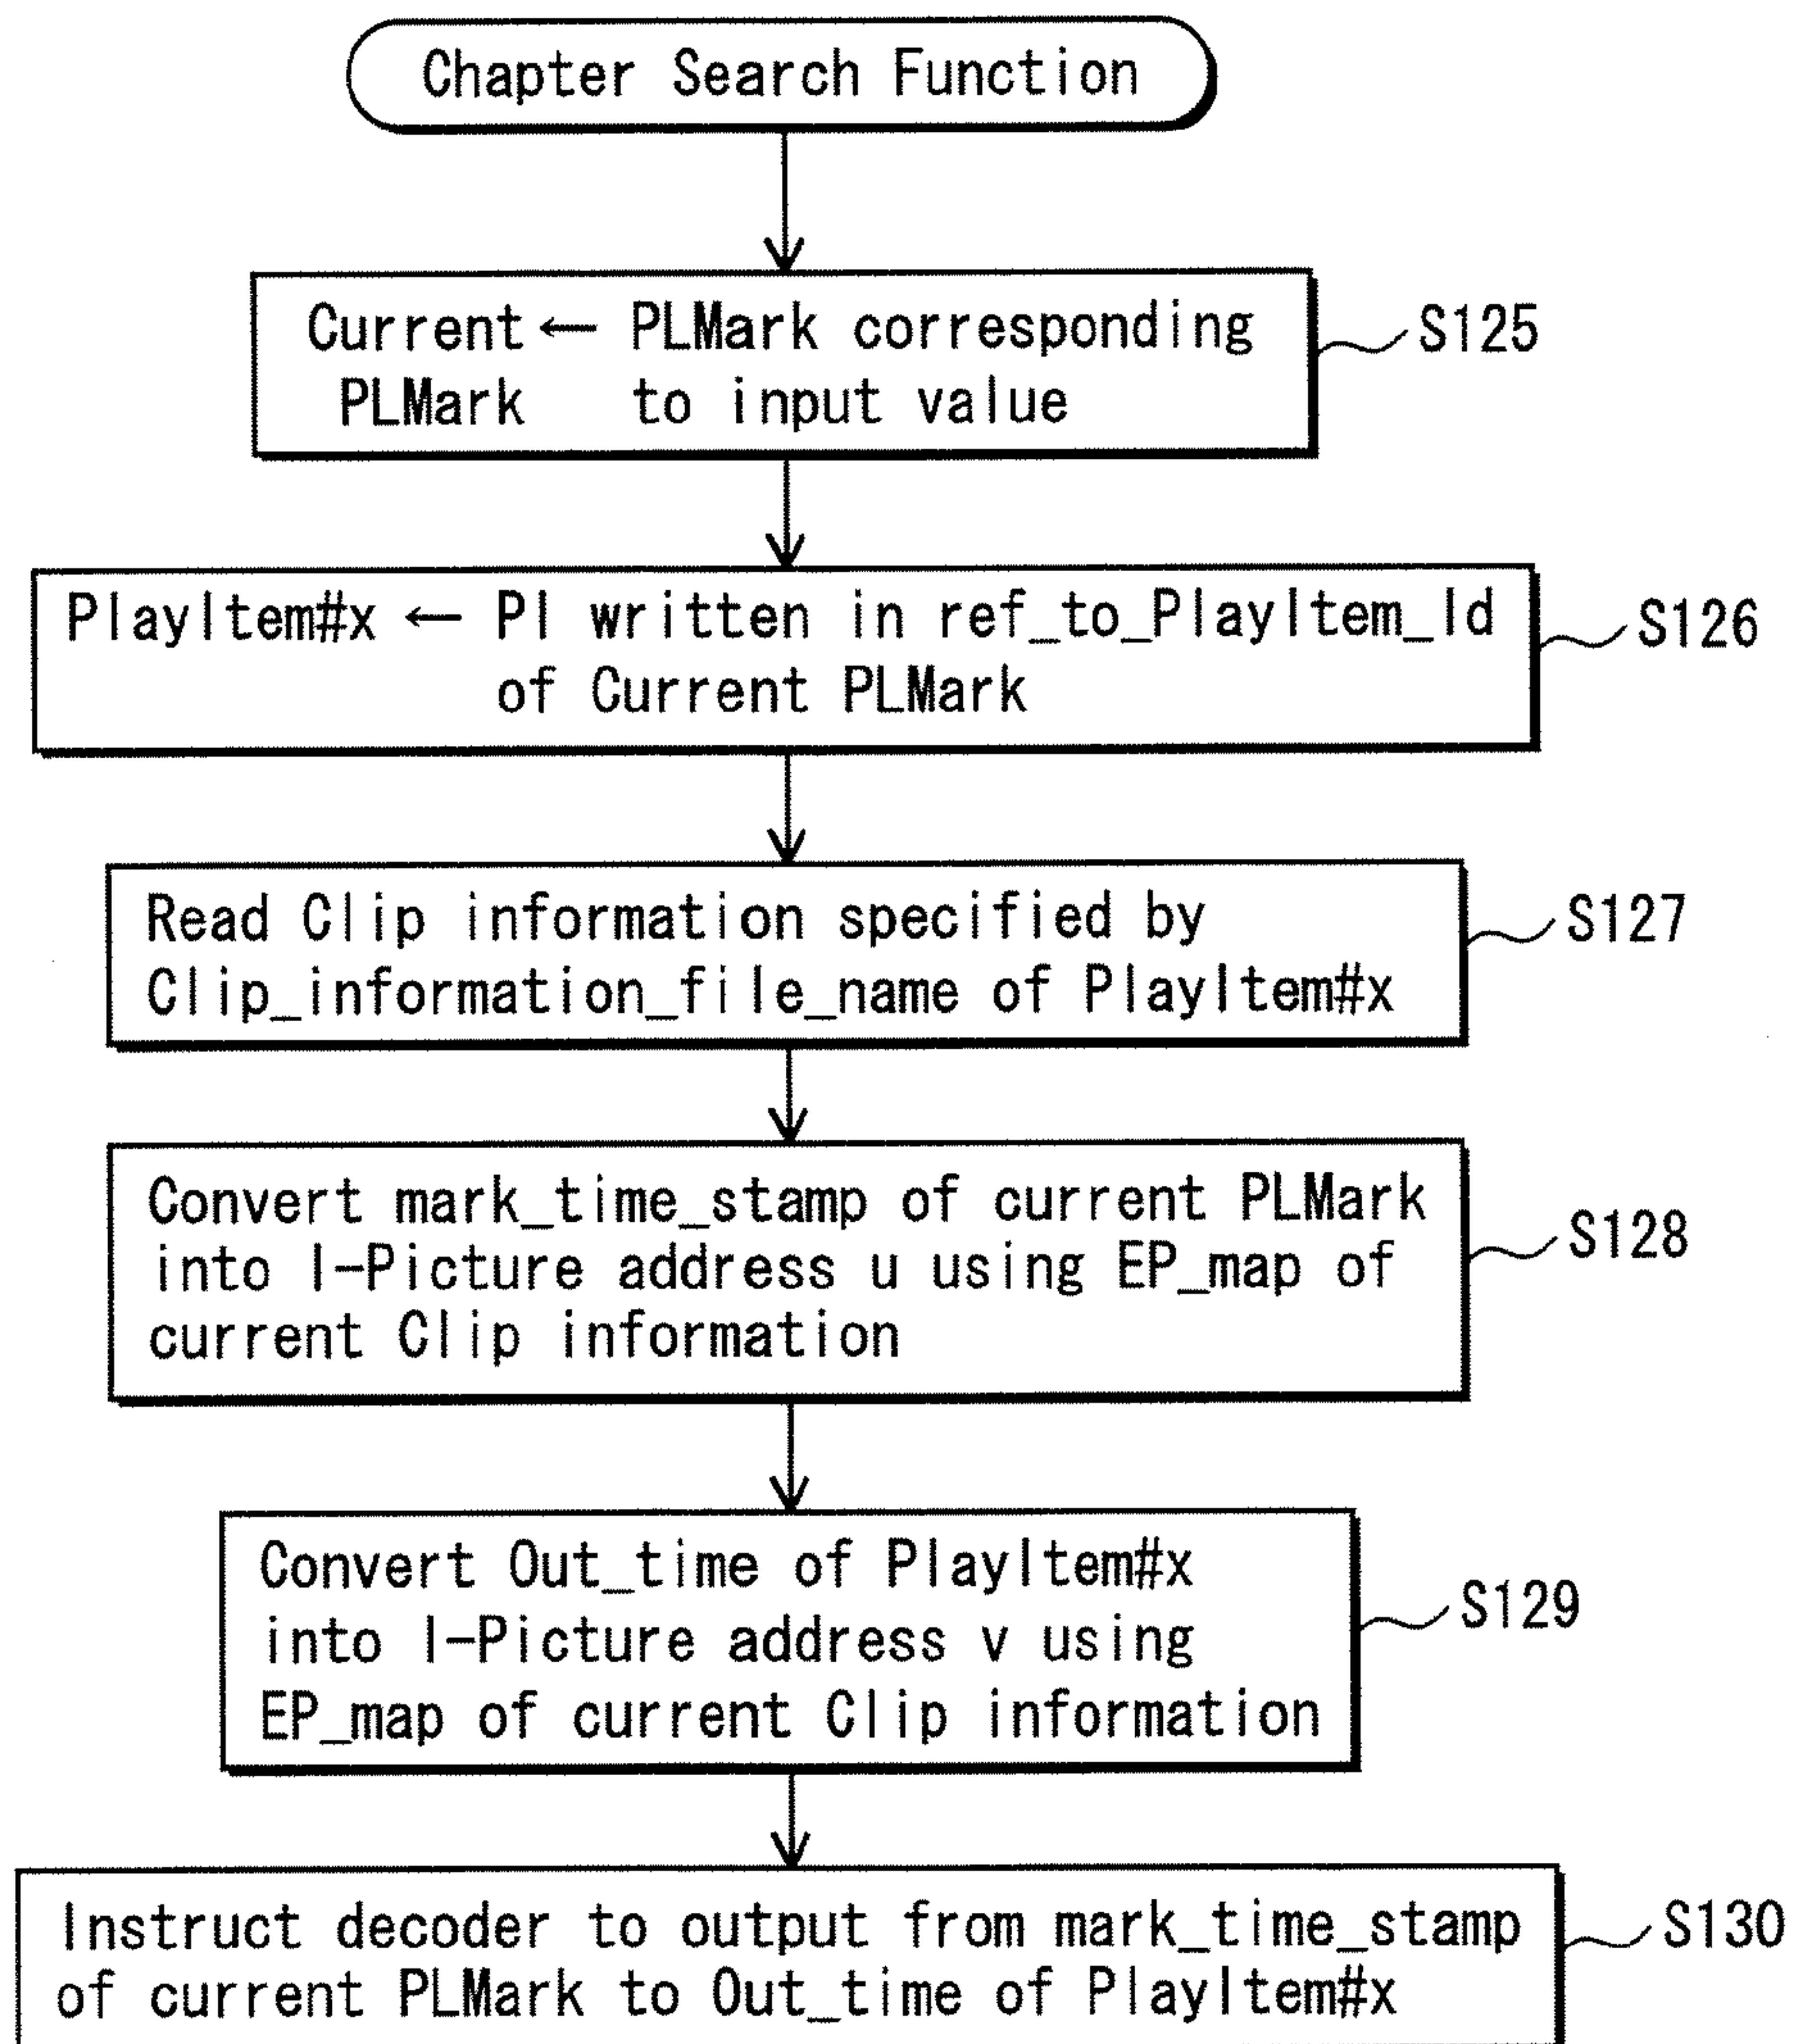 Chapter Search Function
Current ← PLMark corresponding
PLMark to input value
S125
PlayItem#x ← PI written in ref_to_PlayItem_Id
of Current PLMark
S126
Read Clip information specified by
Clip_information_file_name of PlayItem#x
S127
Convert mark_time_stamp of current PLMark
into I-Picture address u using EP_map of
current Clip information
S128
Convert Out_time of PlayItem#x
into I-Picture address v using
EP_map of current Clip information
S129
Instruct decoder to output from mark_time_stamp
of current PLMark to Out_time of PlayItem#x
S130